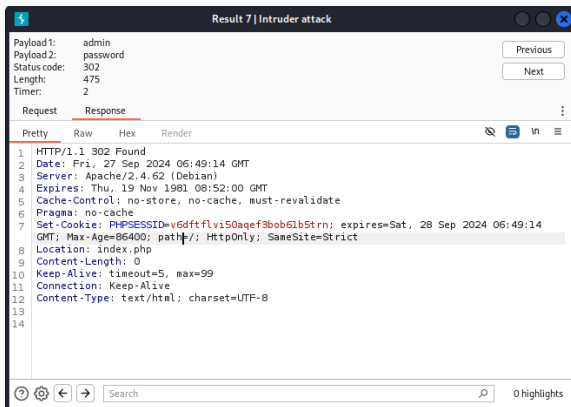 Result 7 | Intruder attack
Payload 1: admin
Payload 2: password
Status code: 302
Length: 475
Timer: 2
Previous
Next
Request Response
Pretty Raw Hex Render
\n
1 HTTP/1.1 302 Found
2 Date: Fri, 27 Sep 2024 06:49:14 GMT
3 Server: Apache/2.4.62 (Debian)
4 Expires: Thu, 19 Nov 1981 08:52:00 GMT
5 Cache-Control: no-store, no-cache, must-revalidate
6 Pragma: no-cache
7 Set-Cookie: PHPSESSID=v6dftflvi50aqef3bob61b5trn; expires=Sat, 28 Sep 2024 06:49:14
GMT; Max-Age=86400; path=/; HttpOnly; SameSite=Strict
8 Location: index.php
9 Content-Length: 0
10 Keep-Alive: timeout=5, max=99
11 Connection: Keep-Alive
12 Content-Type: text/html; charset=UTF-8
13
14
Search
0 highlights